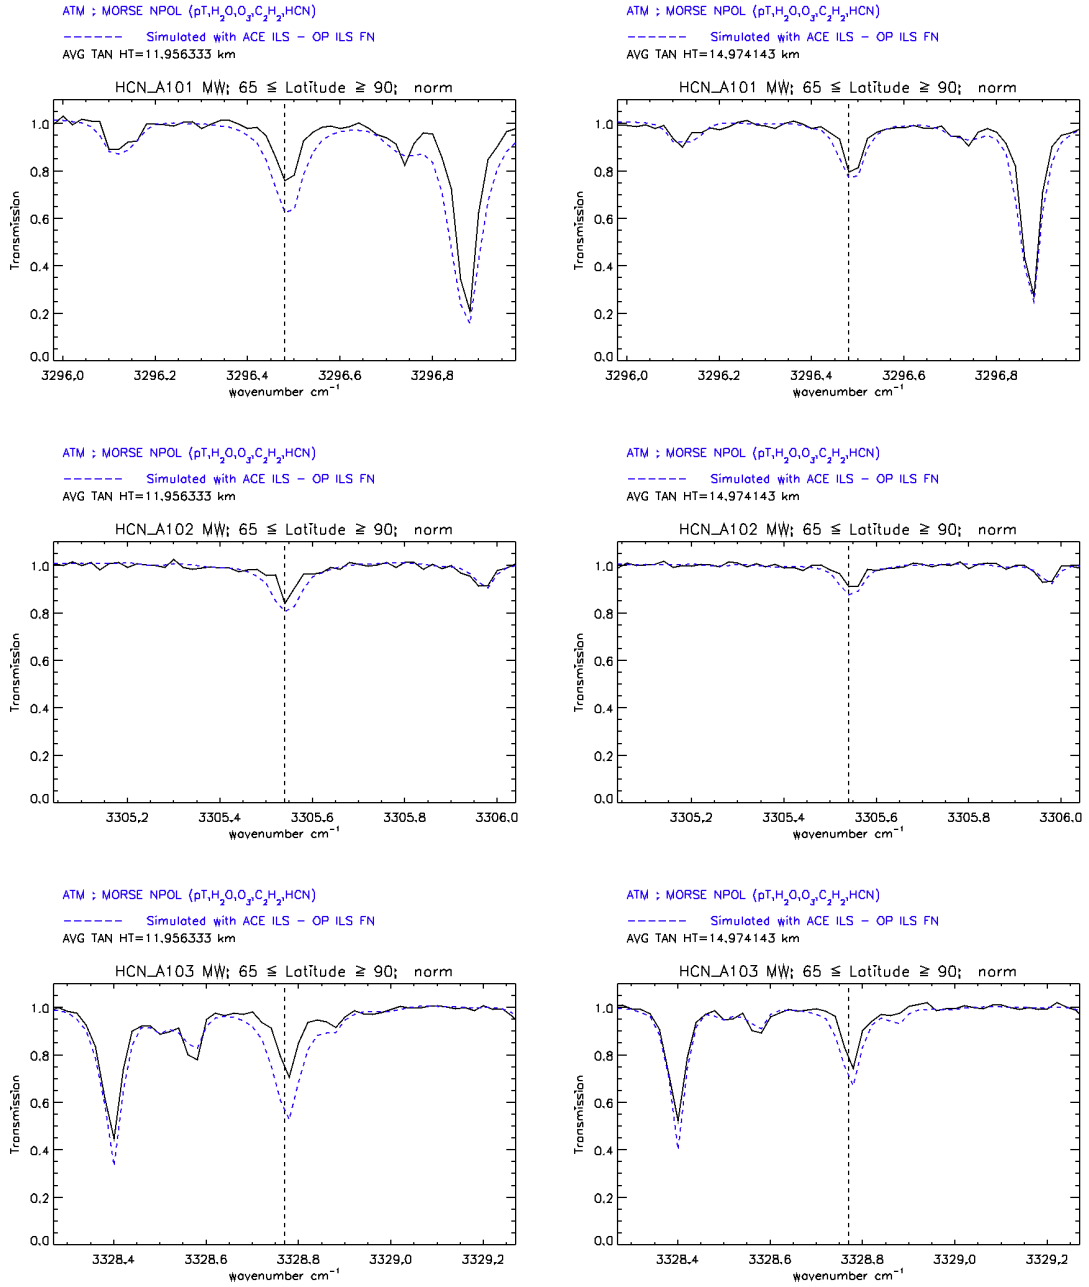 ATM ; MORSE NPOL (pT,H₂O,O₃,C₂H₂,HCN)
------ Simulated with ACE ILS – OP ILS FN
AVG TAN HT=11.956333 km
HCN_A101 MW; 65 ≤ Latitude ≥ 90; norm
Transmission
1.0
0.8
0.6
0.4
0.2
0.0
3296.0 3296.2 3296.4 3296.6 3296.8
wavenumber cm⁻¹
ATM ; MORSE NPOL (pT,H₂O,O₃,C₂H₂,HCN)
------ Simulated with ACE ILS – OP ILS FN
AVG TAN HT=14.974143 km
HCN_A101 MW; 65 ≤ Latitude ≥ 90; norm
Transmission
1.0
0.8
0.6
0.4
0.2
0.0
3296.0 3296.2 3296.4 3296.6 3296.8
wavenumber cm⁻¹
ATM ; MORSE NPOL (pT,H₂O,O₃,C₂H₂,HCN)
------ Simulated with ACE ILS – OP ILS FN
AVG TAN HT=11.956333 km
HCN_A102 MW; 65 ≤ Latitude ≥ 90; norm
Transmission
1.0
0.8
0.6
0.4
0.2
0.0
3305.2 3305.4 3305.6 3305.8 3306.0
wavenumber cm⁻¹
ATM ; MORSE NPOL (pT,H₂O,O₃,C₂H₂,HCN)
------ Simulated with ACE ILS – OP ILS FN
AVG TAN HT=14.974143 km
HCN_A102 MW; 65 ≤ Latitude ≥ 90; norm
Transmission
1.0
0.8
0.6
0.4
0.2
0.0
3305.2 3305.4 3305.6 3305.8 3306.0
wavenumber cm⁻¹
ATM ; MORSE NPOL (pT,H₂O,O₃,C₂H₂,HCN)
------ Simulated with ACE ILS – OP ILS FN
AVG TAN HT=11.956333 km
HCN_A103 MW; 65 ≤ Latitude ≥ 90; norm
Transmission
1.0
0.8
0.6
0.4
0.2
0.0
3328.4 3328.6 3328.8 3329.0 3329.2
wavenumber cm⁻¹
ATM ; MORSE NPOL (pT,H₂O,O₃,C₂H₂,HCN)
------ Simulated with ACE ILS – OP ILS FN
AVG TAN HT=14.974143 km
HCN_A103 MW; 65 ≤ Latitude ≥ 90; norm
Transmission
1.0
0.8
0.6
0.4
0.2
0.0
3328.4 3328.6 3328.8 3329.0 3329.2
wavenumber cm⁻¹